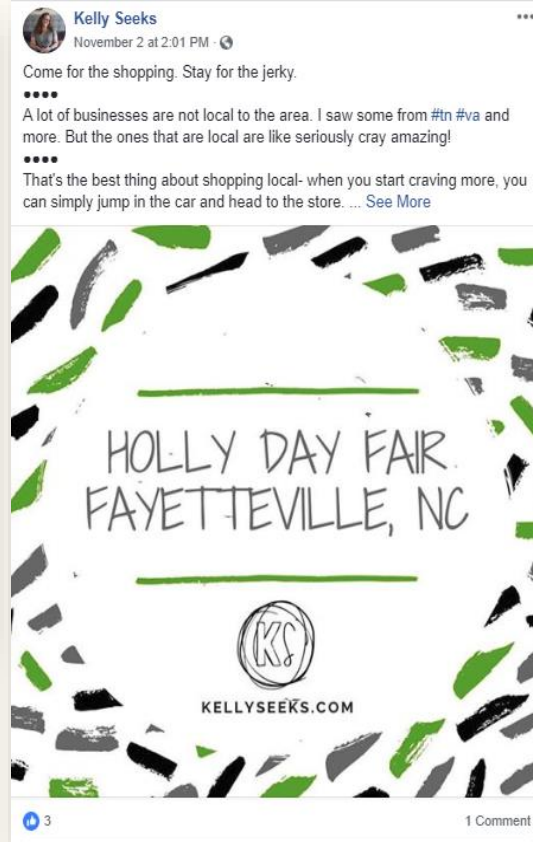 Kelly Seeks
November 2 at 2:01 PM ·
Come for the shopping. Stay for the jerky.
••••
A lot of businesses are not local to the area. I saw some from #tn #va and
more. But the ones that are local are like seriously cray amazing!
••••
That's the best thing about shopping local- when you start craving more, you
can simply jump in the car and head to the store. ... See More
HOLLY DAY FAIR
FAYETTEVILLE, NC
KS
KELLYSEEKS.COM
3
1 Comment